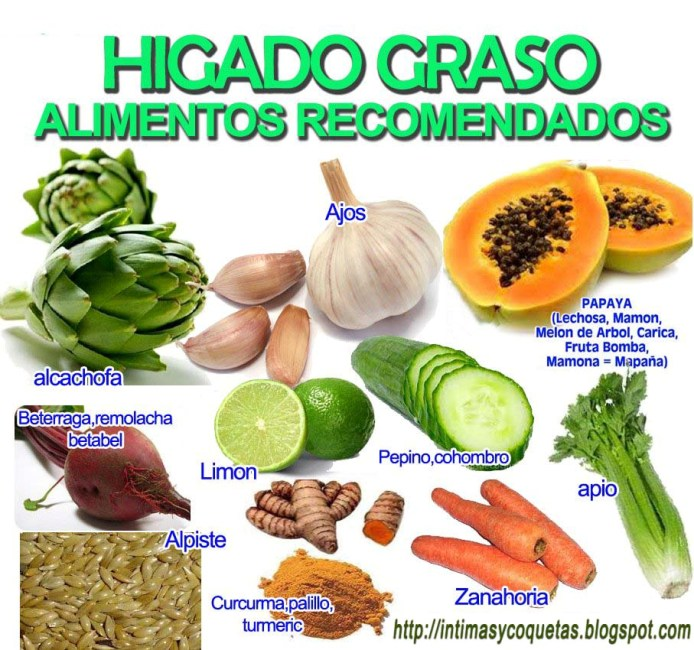 HIGADO GRASO
ALIMENTOS RECOMENDADOS
Ajos
PAPAYA
(Lechosa, Mamon,
Melon de Arbol, Carica,
Fruta Bomba,
Mamona = Mapaña)
alcachofa
Beterraga,remolacha
betabel
Limon
Pepino,cohombro
apio
Alpiste
Curcurma,palillo,
turmeric
Zanahoria
http://intimasycoquetas.blogspot.com